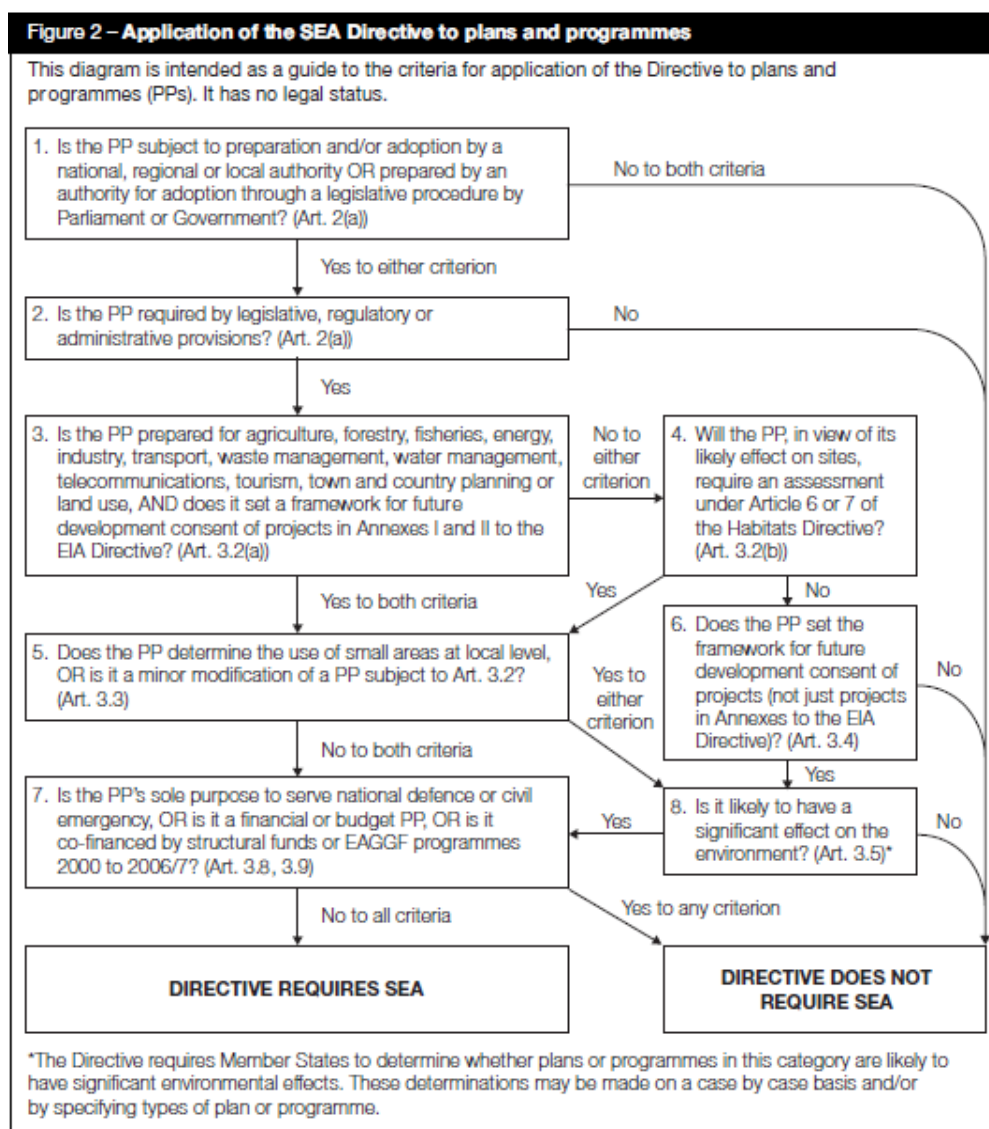 Figure 2 – Application of the SEA Directive to plans and programmes
This diagram is intended as a guide to the criteria for application of the Directive to plans and
programmes (PPs). It has no legal status.
1. Is the PP subject to preparation and/or adoption by a
national, regional or local authority OR prepared by an
authority for adoption through a legislative procedure by
Parliament or Government? (Art. 2(a))
No to both criteria
Yes to either criterion
2. Is the PP required by legislative, regulatory or
administrative provisions? (Art. 2(a))
No
Yes
3. Is the PP prepared for agriculture, forestry, fisheries, energy,
industry, transport, waste management, water management,
telecommunications, tourism, town and country planning or
land use, AND does it set a framework for future
development consent of projects in Annexes I and II to the
EIA Directive? (Art. 3.2(a))
No to
either
criterion
4. Will the PP, in view of its
likely effect on sites,
require an assessment
under Article 6 or 7 of
the Habitats Directive?
(Art. 3.2(b))
Yes to both criteria
Yes
No
5. Does the PP determine the use of small areas at local level,
OR is it a minor modification of a PP subject to Art. 3.2?
(Art. 3.3)
Yes to
either
criterion
6. Does the PP set the
framework for future
development consent of
projects (not just projects
in Annexes to the EIA
Directive)? (Art. 3.4)
No
No to both criteria
Yes
7. Is the PP's sole purpose to serve national defence or civil
emergency, OR is it a financial or budget PP, OR is it
co-financed by structural funds or EAGGF programmes
2000 to 2006/7? (Art. 3.8, 3.9)
Yes
8. Is it likely to have a
significant effect on the
environment? (Art. 3.5)*
No
No to all criteria
Yes to any criterion
DIRECTIVE REQUIRES SEA
DIRECTIVE DOES NOT
REQUIRE SEA
*The Directive requires Member States to determine whether plans or programmes in this category are likely to
have significant environmental effects. These determinations may be made on a case by case basis and/or
by specifying types of plan or programme.